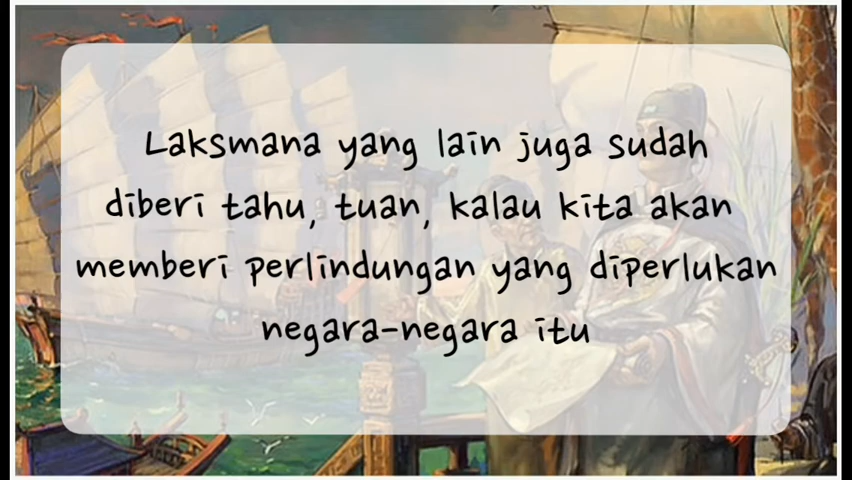 Laksmana yang lain juga sudah
diberi tahu, tuan, kalau kita akan
memberi perlindungan yang diperlukan
negara-negara itu